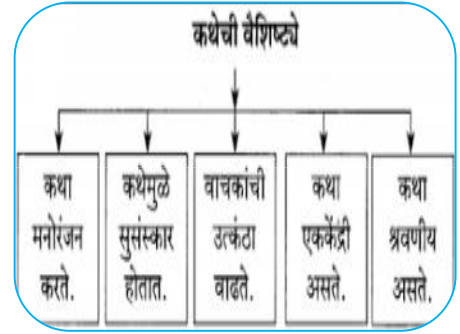 कथेची वैशिष्ट्ये
कथा
मनोरंजन
करते.
कथेमुळे
सुसंस्कार
होतात.
वाचकांची
उत्कंठा
वाढते.
कथा
एककेंद्री
असते.
कथा
श्रवणीय
असते.